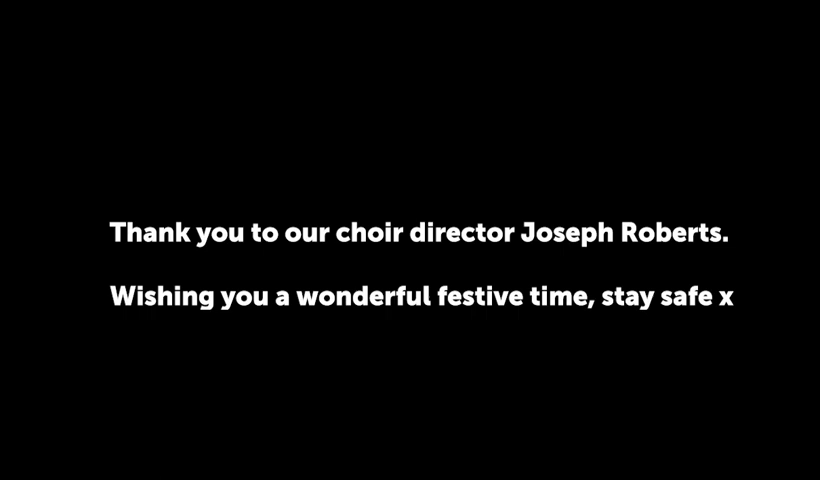 Thank you to our choir director Joseph Roberts.
Wishing you a wonderful festive time, stay safe x